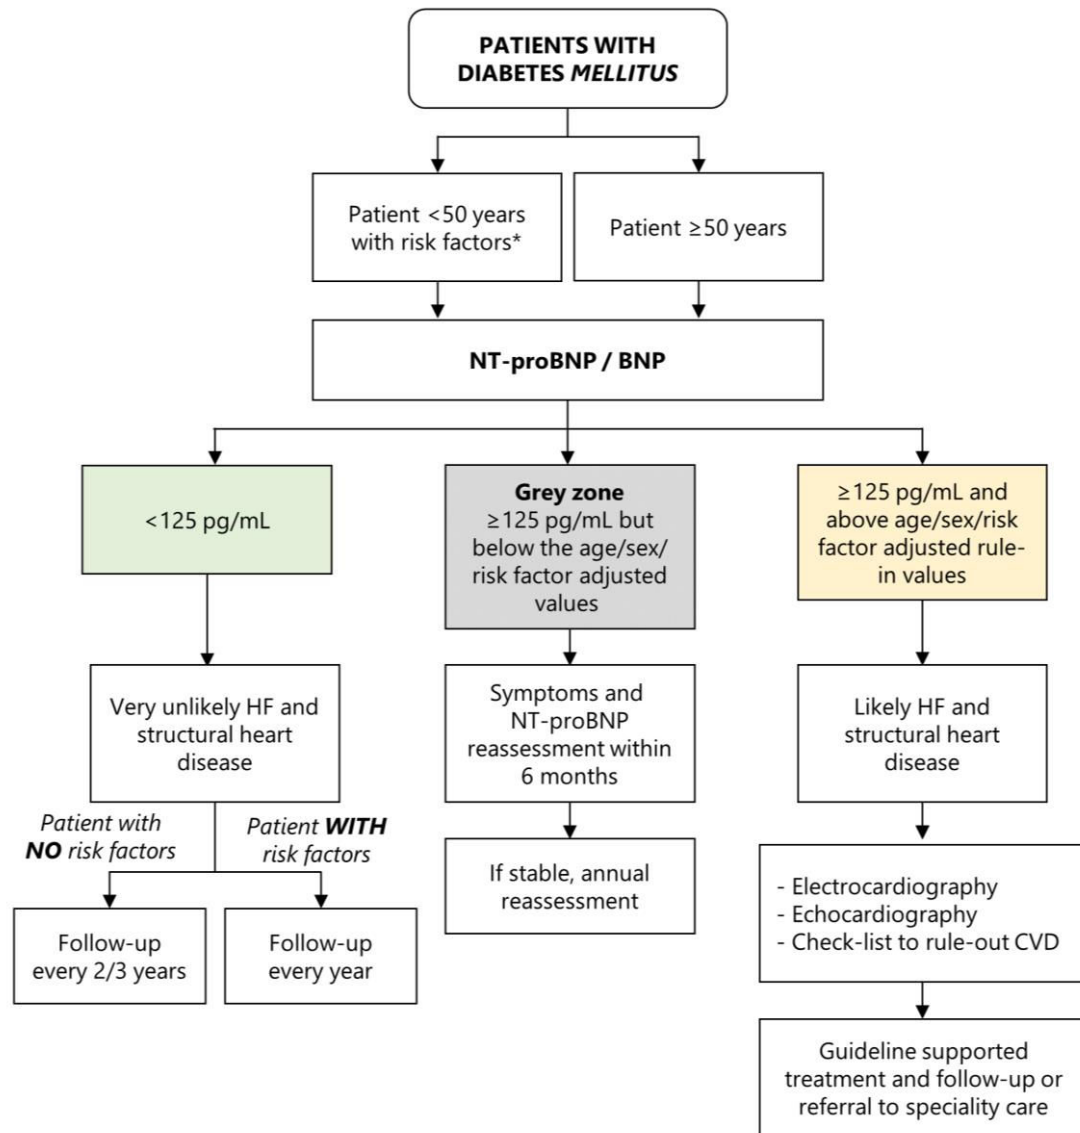 PATIENTS WITH
DIABETES MELLITUS
Patient <50 years
with risk factors*
Patient ≥50 years
NT-proBNP / BNP
<125 pg/mL
Grey zone
≥125 pg/mL but
below the age/sex/
risk factor adjusted
values
≥125 pg/mL and
above age/sex/risk
factor adjusted rule-
in values
Very unlikely HF and
structural heart
disease
Symptoms and
NT-proBNP
reassessment within
6 months
Likely HF and
structural heart
disease
Patient with
NO risk factors
Patient WITH
risk factors
If stable, annual
reassessment
- Electrocardiography
- Echocardiography
- Check-list to rule-out CVD
Follow-up
every 2/3 years
Follow-up
every year
Guideline supported
treatment and follow-up or
referral to speciality care